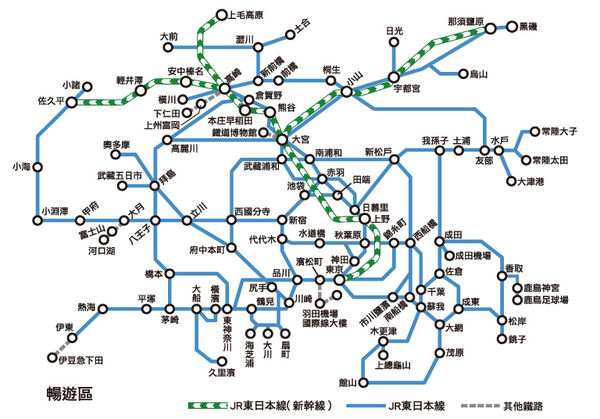 上毛高原
土合
那須鹽原
黑磯
大前
澀川
日光
安中榛名
高崎
新前橋
前橋
桐生
小山
宇都宮
烏山
小諸
輕井澤
佐久平
橫川
倉賀野
下仁田
熊谷
上州富岡
本庄早稻田
鐵道博物館
大宮
高麗川
奧多摩
武藏浦和
南浦和
新松戶
我孫子
土浦
水戶
友部
常陸大子
常陸太田
大津港
小海
武藏五日市
拜島
赤羽
池袋
田端
日暮里
上野
小淵澤
甲府
大月
富士山
河口湖
八王子
立川
西國分寺
新宿
府中本町
代代木
水道橋
秋葉原
錦糸町
西船橋
神田
東京
濱松町
成田
成田機場
佐倉
香取
鹿島神宮
鹿島足球場
橋本
品川
尻手
川崎
鶴見
羽田機場
國際線大樓
市川鹽濱
南船橋
千葉
蘇我
成東
松岸
銚子
熱海
平塚
茅崎
大船
橫濱
東神奈川
海芝浦
大川
扇町
木更津
大網
上總龜山
茂原
館山
伊東
伊豆急下田
久里濱
暢遊區
JR東日本線(新幹線)
JR東日本線
其他鐵路